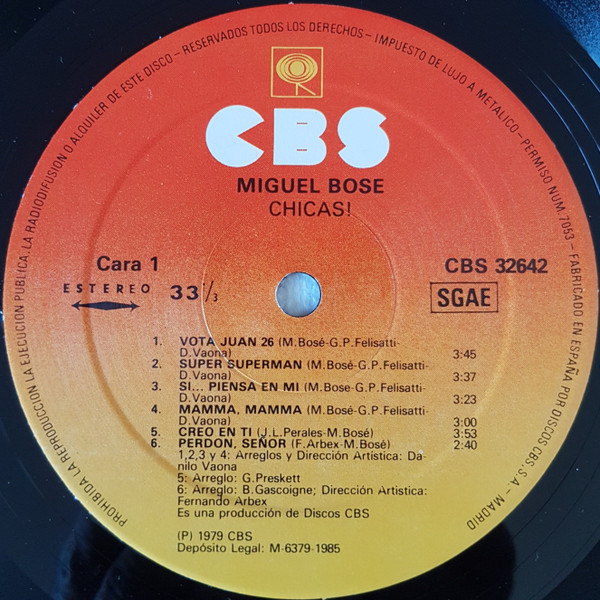 PROHIBIDA LA REPRODUCCION, LA EJECUCION PUBLICA, LA RADIODIFUSION O ALQUILER DE ESTE DISCO - RESERVADOS TODOS LOS DERECHOS - IMPUESTO DE LUJO A METALICO - PERMISO NUM. 7053 - FABRICADO EN ESPAÑA POR DISCOS CBS, S.A. - MADRID
CBS
MIGUEL BOSE
CHICAS!
Cara 1
CBS 32642
ESTEREO
33 1/3
SGAE
1. VOTA JUAN 26 (M.Bosé-G.P.Felisatti-
D.Vaona) 3:45
2. SUPER SUPERMAN (M.Bosé-G.P.Felisatti-
D.Vaona) 3:37
3. SI... PIENSA EN MI (M.Bosé-G.P.Felisatti-
D.Vaona) 3:23
4. MAMMA, MAMMA (M.Bosé-G.P.Felisatti-
D.Vaona) 3:00
5. CREO EN TI (J.L.Perales-M.Bosé) 3:53
6. PERDON, SEÑOR (F.Arbex-M.Bosé) 2:40
1,2,3 y 4: Arreglos y Dirección Artística: Da-
nilo Vaona
5: Arreglo: G.Preskett
6: Arreglo: B.Gascoigne; Dirección Artística:
Fernando Arbex
Es una producción de Discos CBS
(P) 1979 CBS
Depósito Legal: M-6379-1985